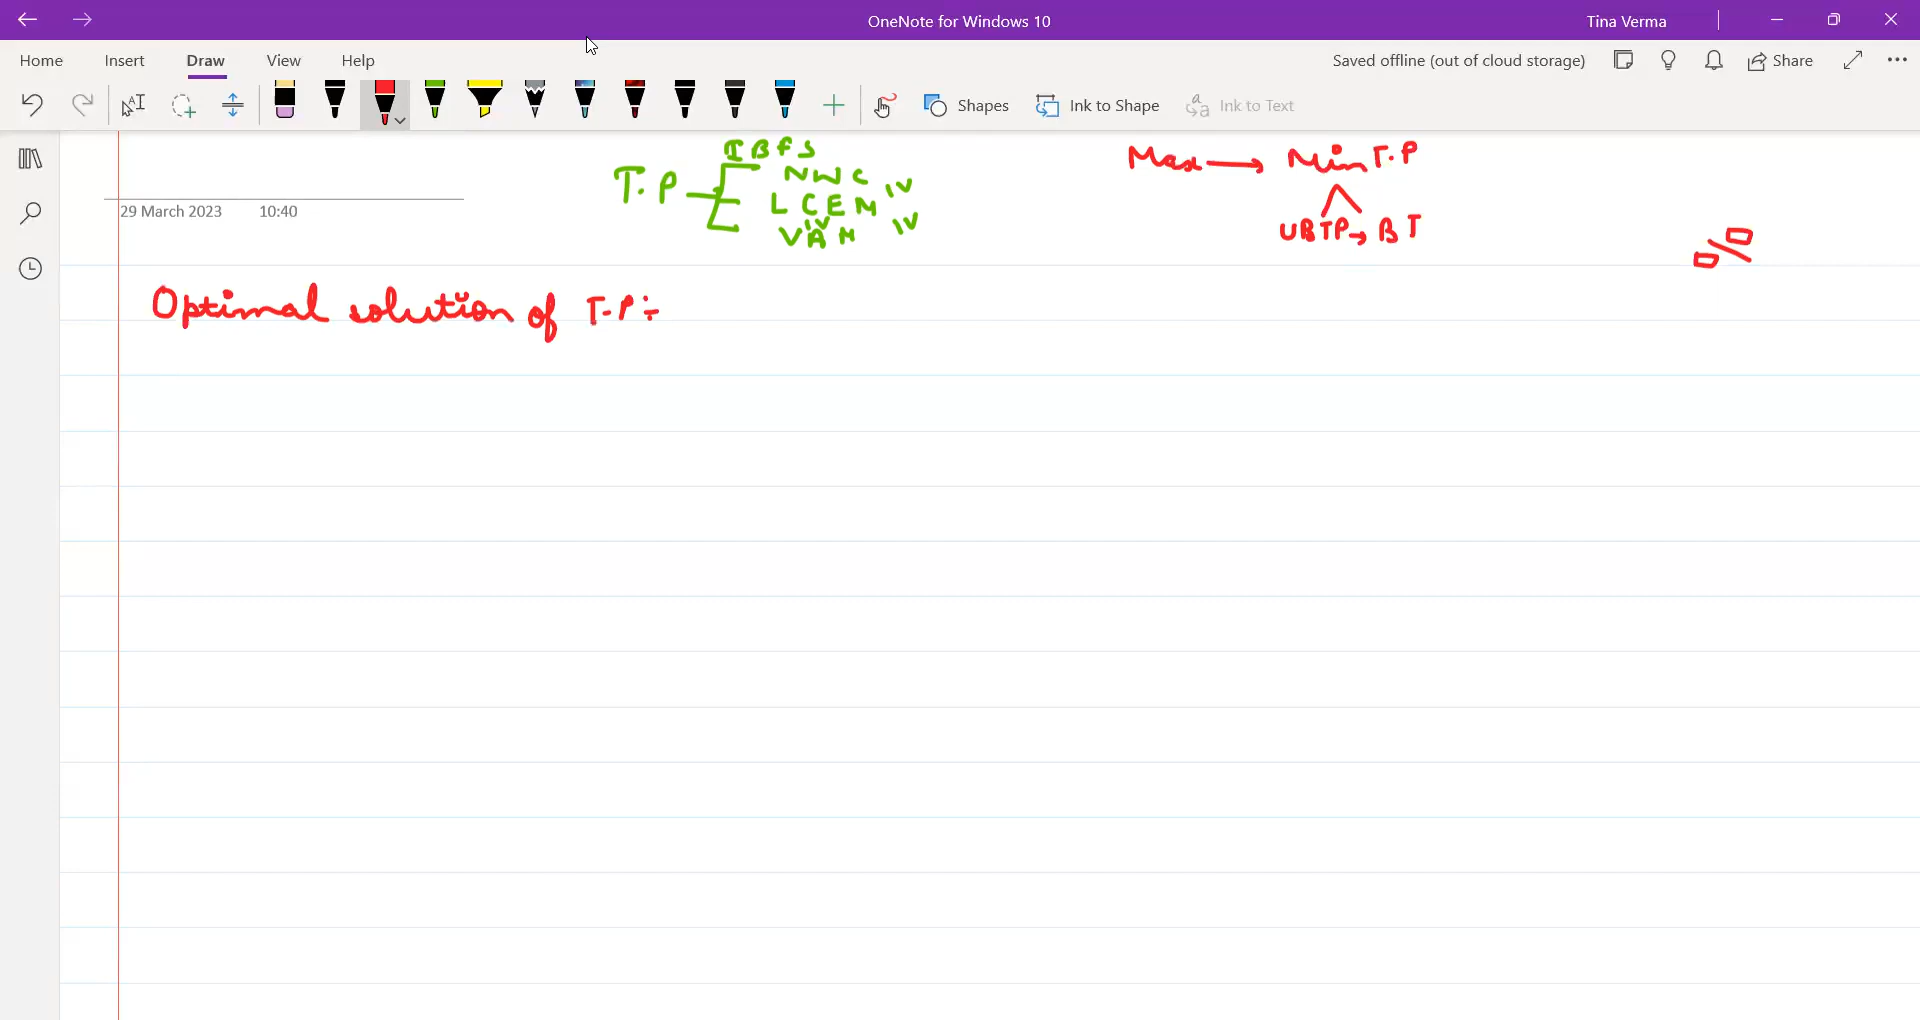 OneNote for Windows 10
Tina Verma
Home Insert Draw View Help
Saved offline (out of cloud storage)
Share
Shapes
Ink to Shape
Ink to Text
29 March 2023 10:40
T.P
IBFS
NWC
LCEM
VAM
Max → Min T.P
UBTP → BT
Optimal solution of T.P÷